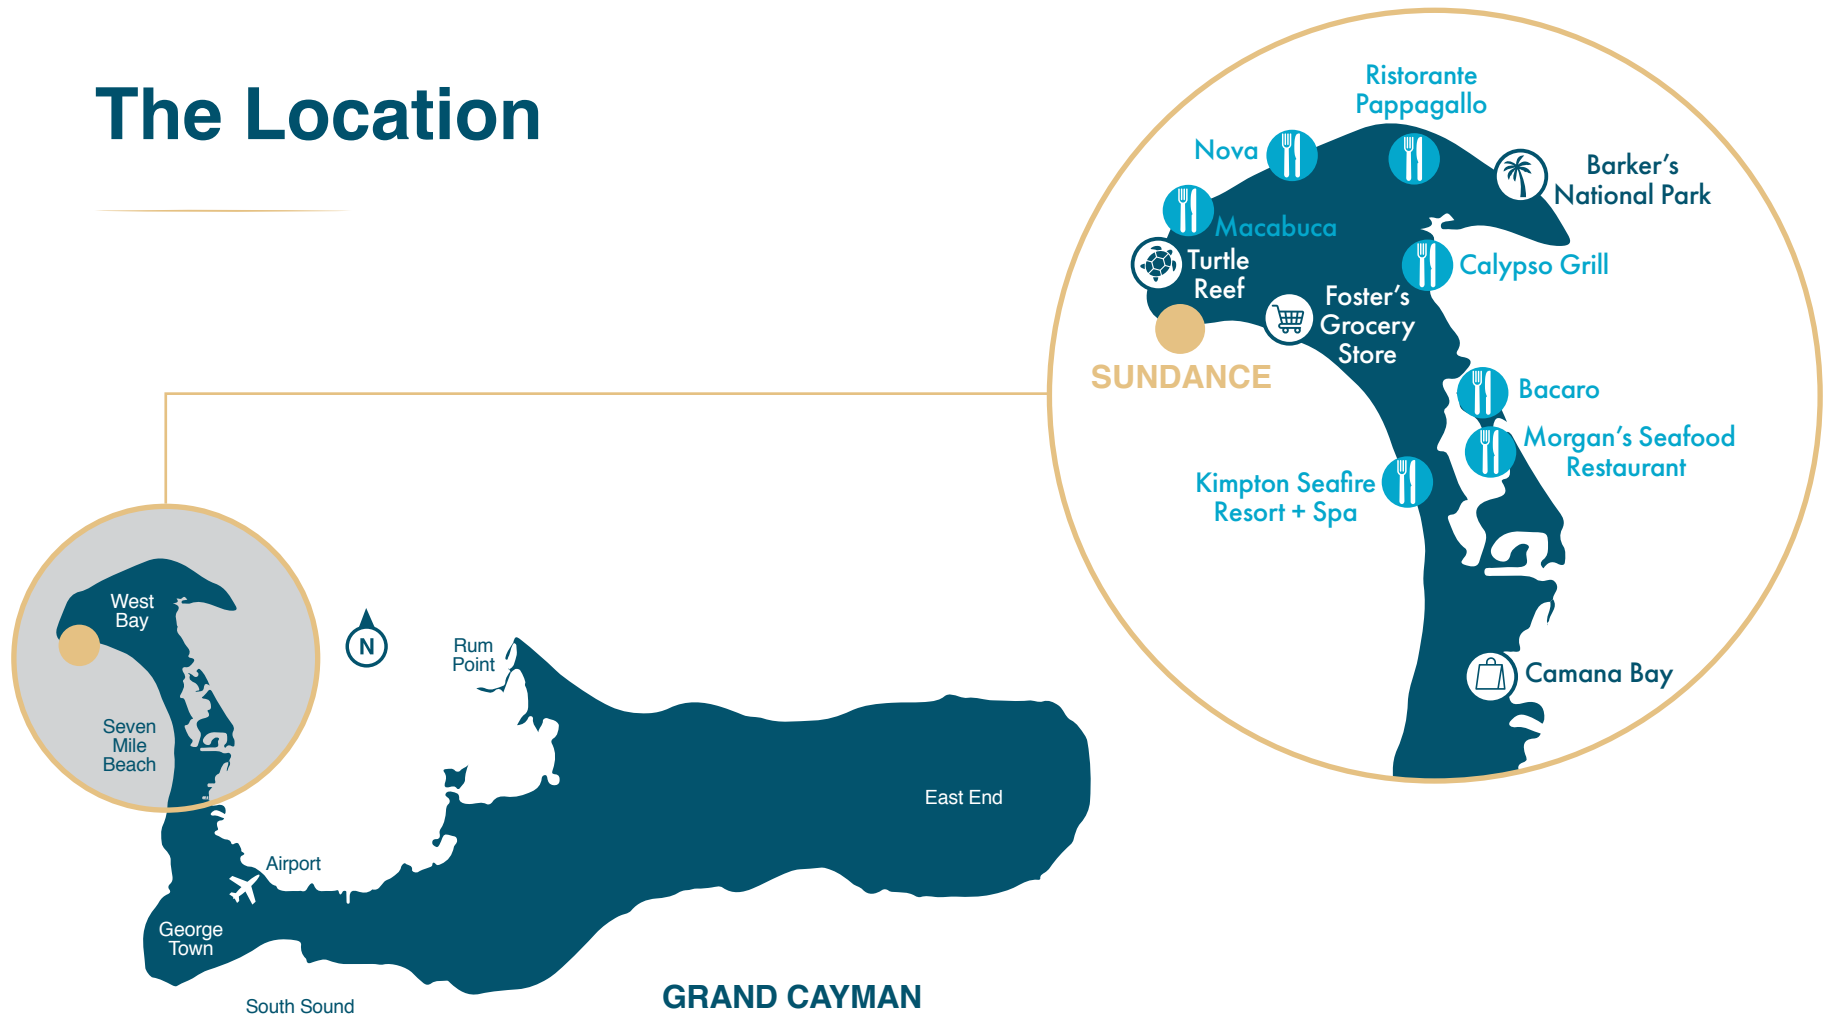 The Location
Ristorante
Pappagallo
Nova
Barker's
National Park
Macabuca
Turtle
Reef
Calypso Grill
Foster's
Grocery
Store
SUNDANCE
Bacaro
Morgan's Seafood
Restaurant
Kimpton Seafire
Resort + Spa
Camana Bay
West
Bay
N
Rum
Point
Seven
Mile
Beach
East End
Airport
George
Town
South Sound
GRAND CAYMAN